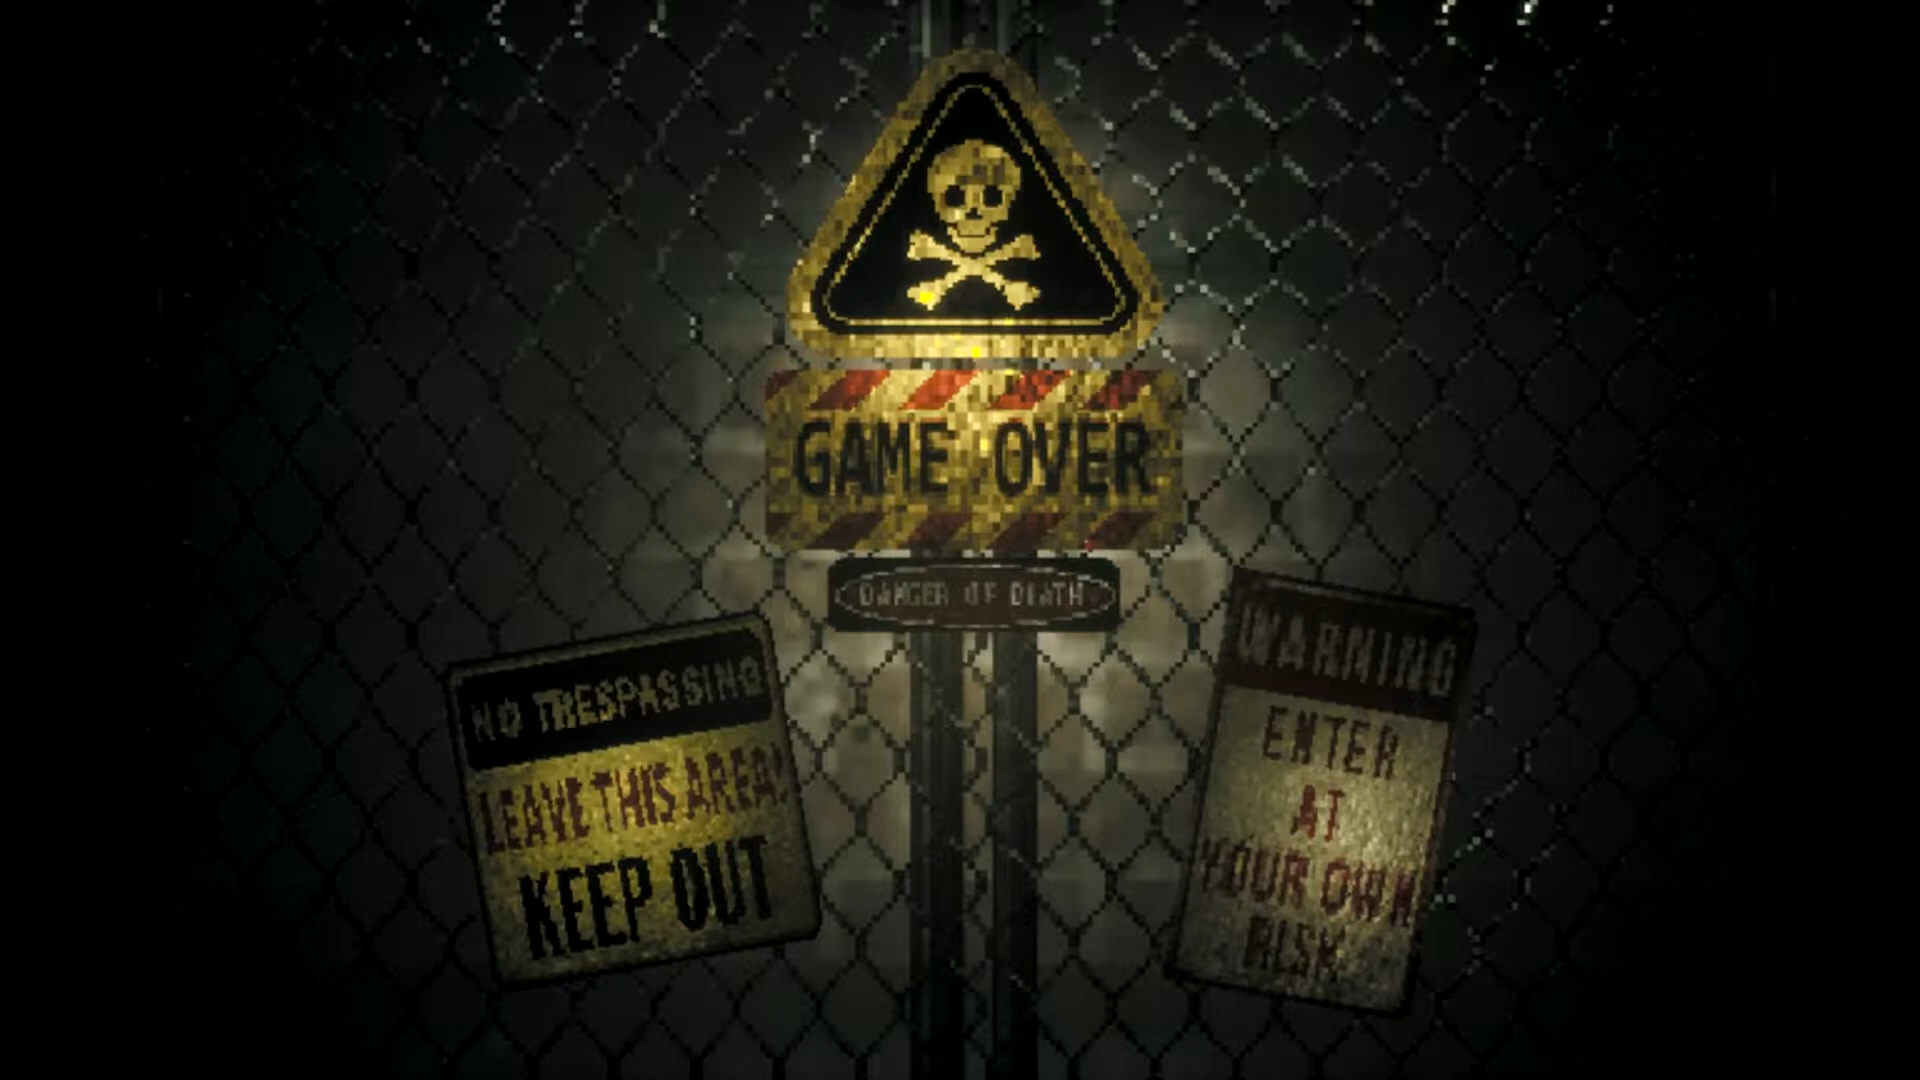 GAME OVER
DANGER OF DEATH
NO TRESPASSING
LEAVE THIS AREA!
KEEP OUT
WARNING
ENTER
AT
YOUR OWN
RISK